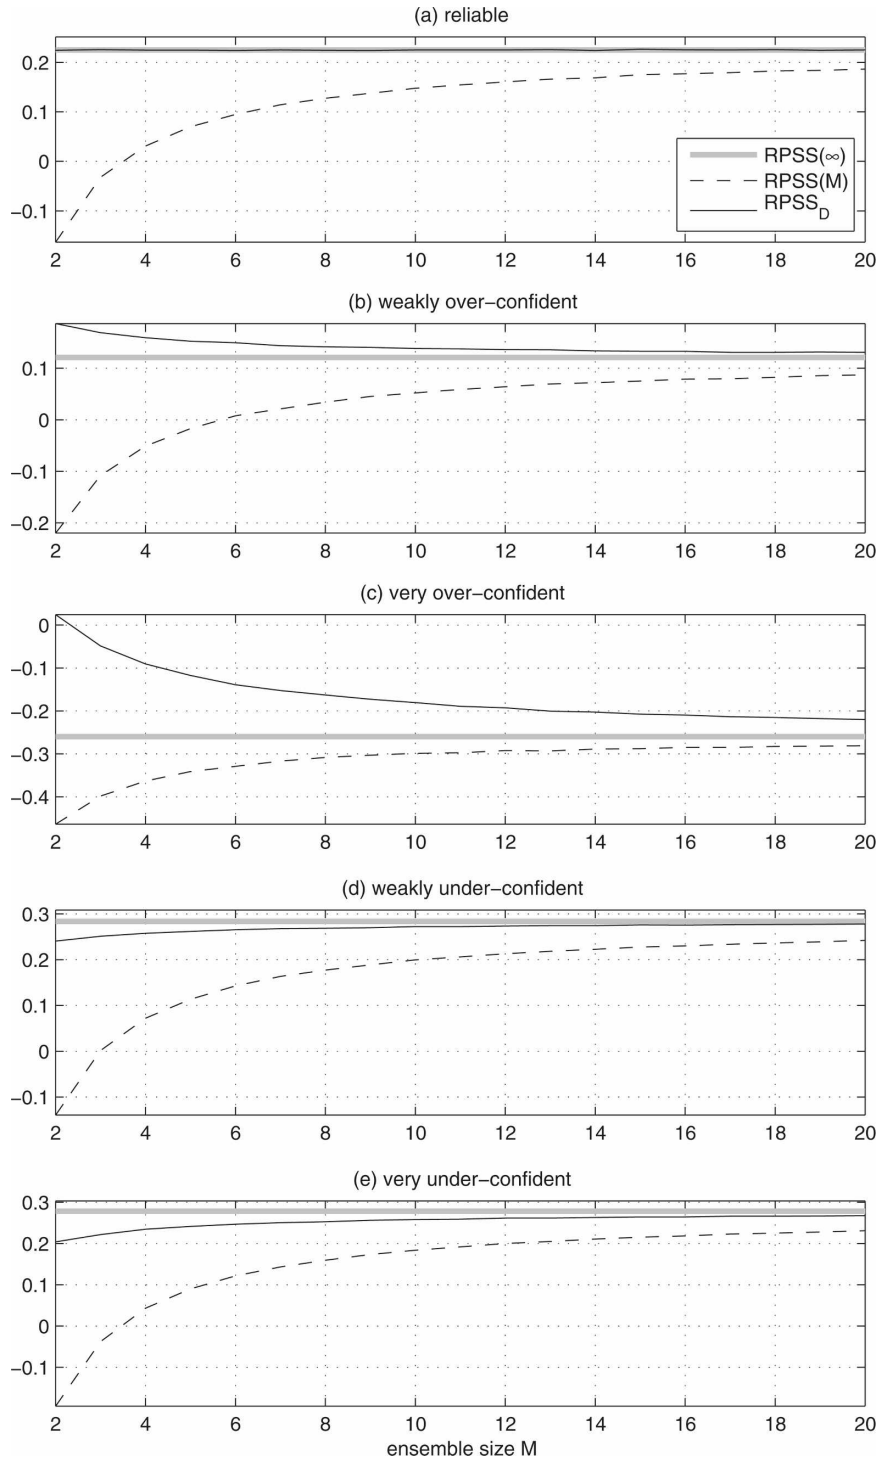 (a) reliable
0.2
0.1
0
−0.1
RPSS(∞)
RPSS(M)
RPSS_D
2 4 6 8 10 12 14 16 18 20
(b) weakly over−confident
0.1
0
−0.1
−0.2
2 4 6 8 10 12 14 16 18 20
(c) very over−confident
0
−0.1
−0.2
−0.3
−0.4
2 4 6 8 10 12 14 16 18 20
(d) weakly under−confident
0.3
0.2
0.1
0
−0.1
2 4 6 8 10 12 14 16 18 20
(e) very under−confident
0.3
0.2
0.1
0
−0.1
2 4 6 8 10 12 14 16 18 20
ensemble size M